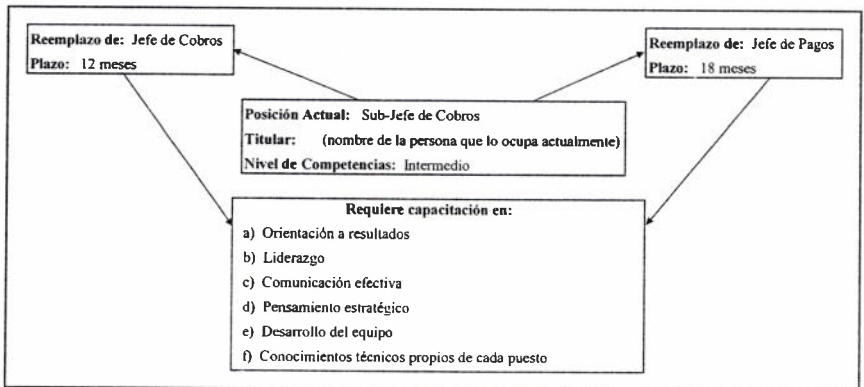 Reemplazo de: Jefe de Cobros
Plazo: 12 meses
Reemplazo de: Jefe de Pagos
Plazo: 18 meses
Posición Actual: Sub-Jefe de Cobros
Titular: (nombre de la persona que lo ocupa actualmente)
Nivel de Competencias: Intermedio
Requiere capacitación en:
a) Orientación a resultados
b) Liderazgo
c) Comunicación efectiva
d) Pensamiento estratégico
e) Desarrollo del equipo
f) Conocimientos técnicos propios de cada puesto